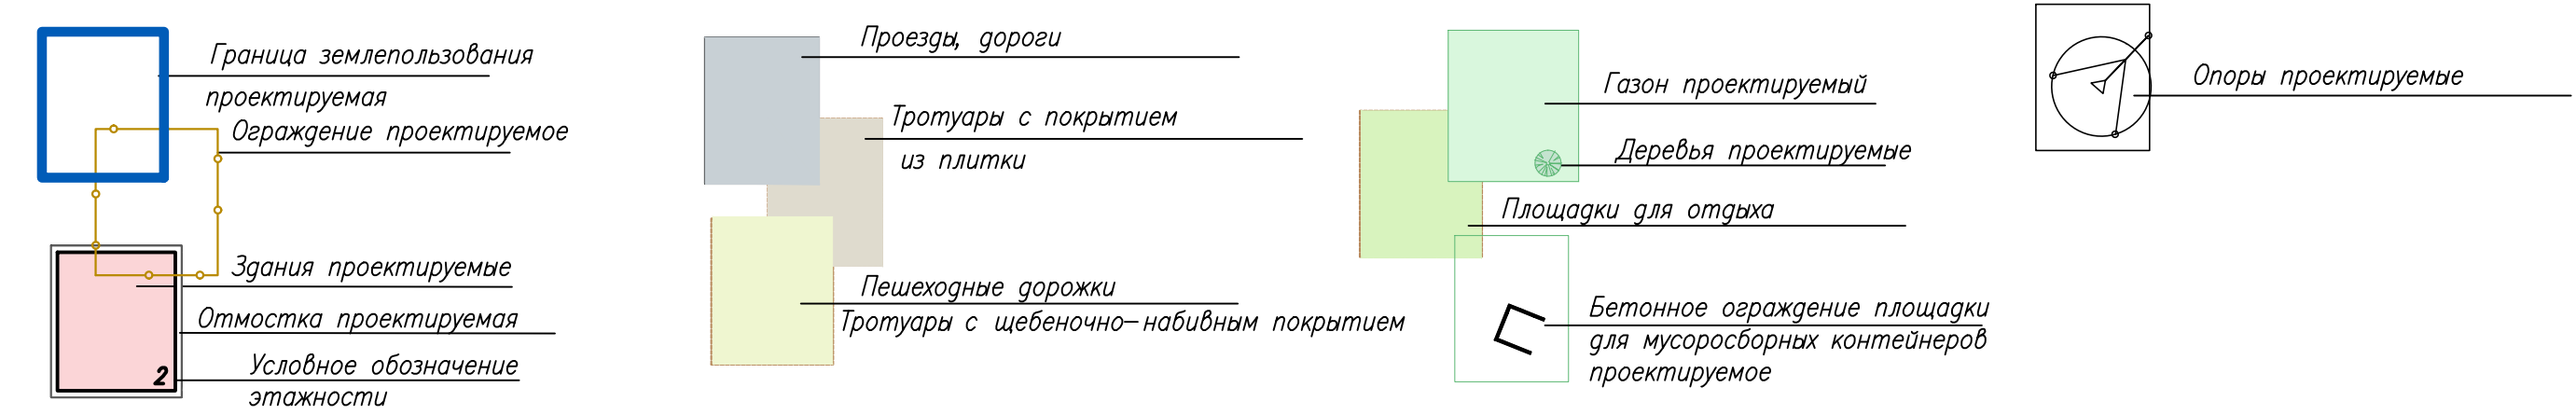 Граница землепользования
проектируемая
Ограждение проектируемое
Здания проектируемые
Отмостка проектируемая
Условное обозначение
этажности
2
Проезды, дороги
Тротуары с покрытием
из плитки
Пешеходные дорожки
Тротуары с щебеночно-набивным покрытием
Газон проектируемый
Деревья проектируемые
Площадки для отдыха
Бетонное ограждение площадки
для мусоросборных контейнеров
проектируемое
Опоры проектируемые